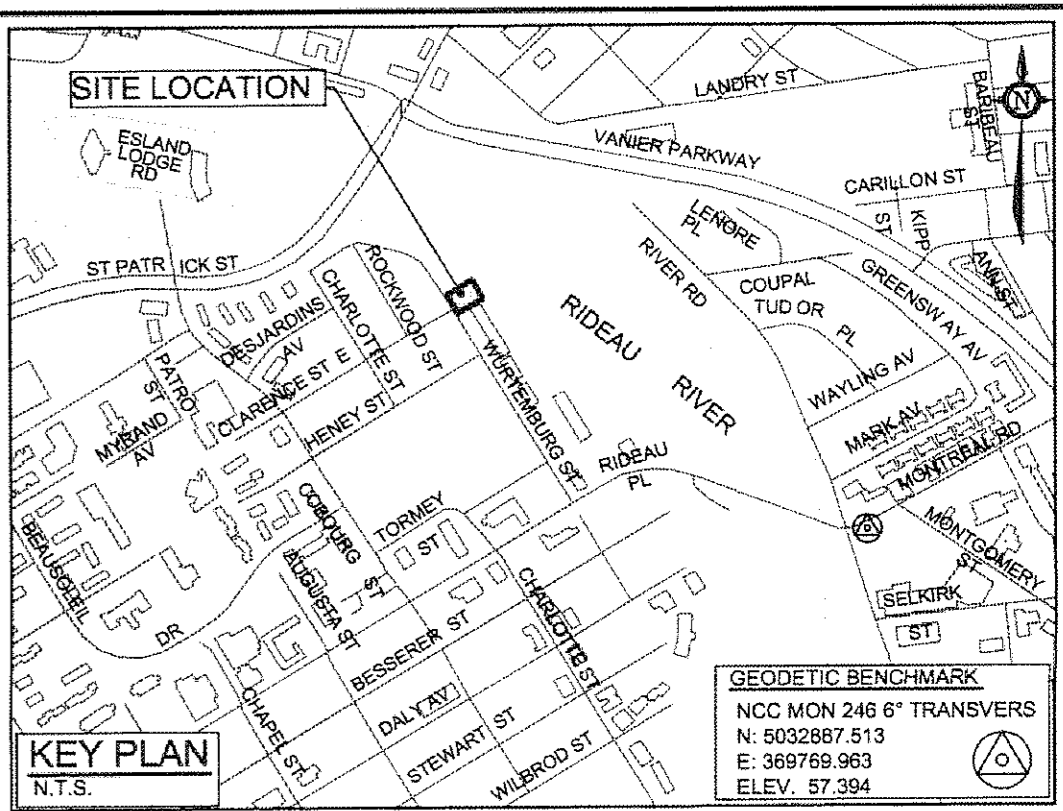 SITE LOCATION
LANDRY ST
BARIBEAU
ST
N
ESLAND
LODGE
RD
VANIER PARKWAY
CARILLON ST
KIPP
ST
LENORE
PL
ST PATRICK ST
ROCKWOOD ST
CHARLOTTE ST
RIVER RD
COUPAL
TUDOR
PL
GREENSWAY AV
ANN ST
DESJARDINS
AV
RIDEAU
RIVER
CLARENCE ST E
PATRO
ST
WURTEMBURG ST
WAYLING AV
MYRAND
AV
HENEY ST
MARK AV
MONTREAL RD
RIDEAU
PL
COBOURG
ST
TORMEY
ST
MONTGOMERY
ST
BEAUSOLEIL
DR
AUGUSTA ST
CHARLOTTE ST
SELKIRK
ST
BESSERER ST
CHAPEL ST
DALY AV
STEWART ST
WILBROD ST
KEY PLAN
N.T.S.
GEODETIC BENCHMARK
NCC MON 246 6° TRANSVERS
N: 5032887.513
E: 369769.963
ELEV. 57.394